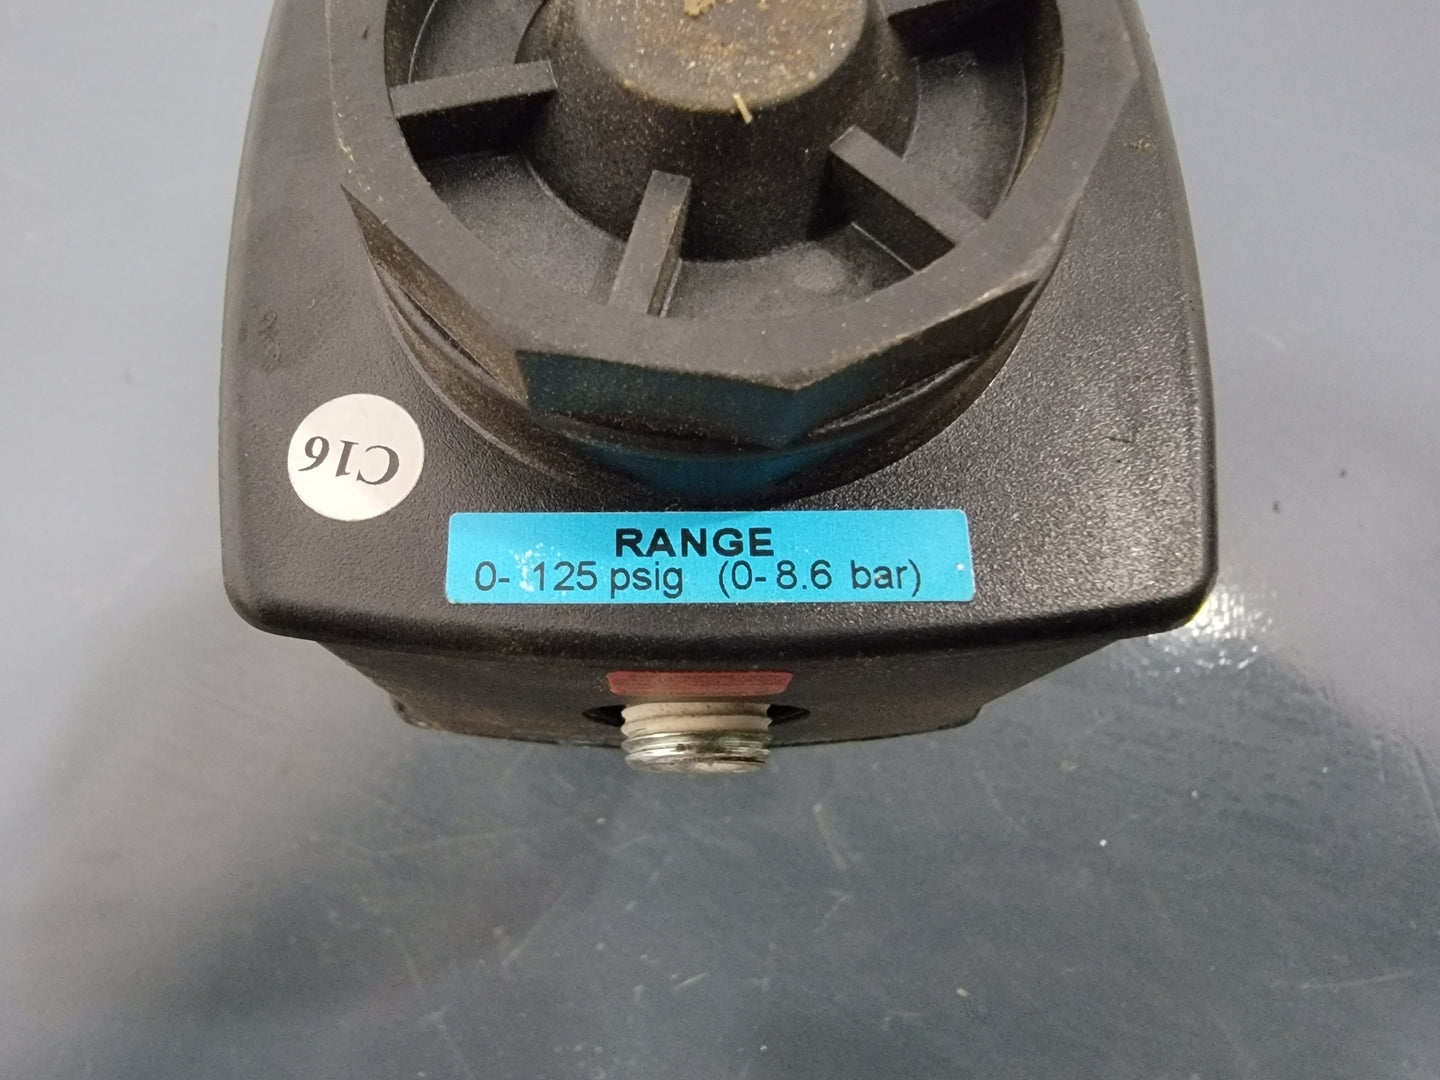 C16
RANGE
0- 125 psig (0-8.6 bar)